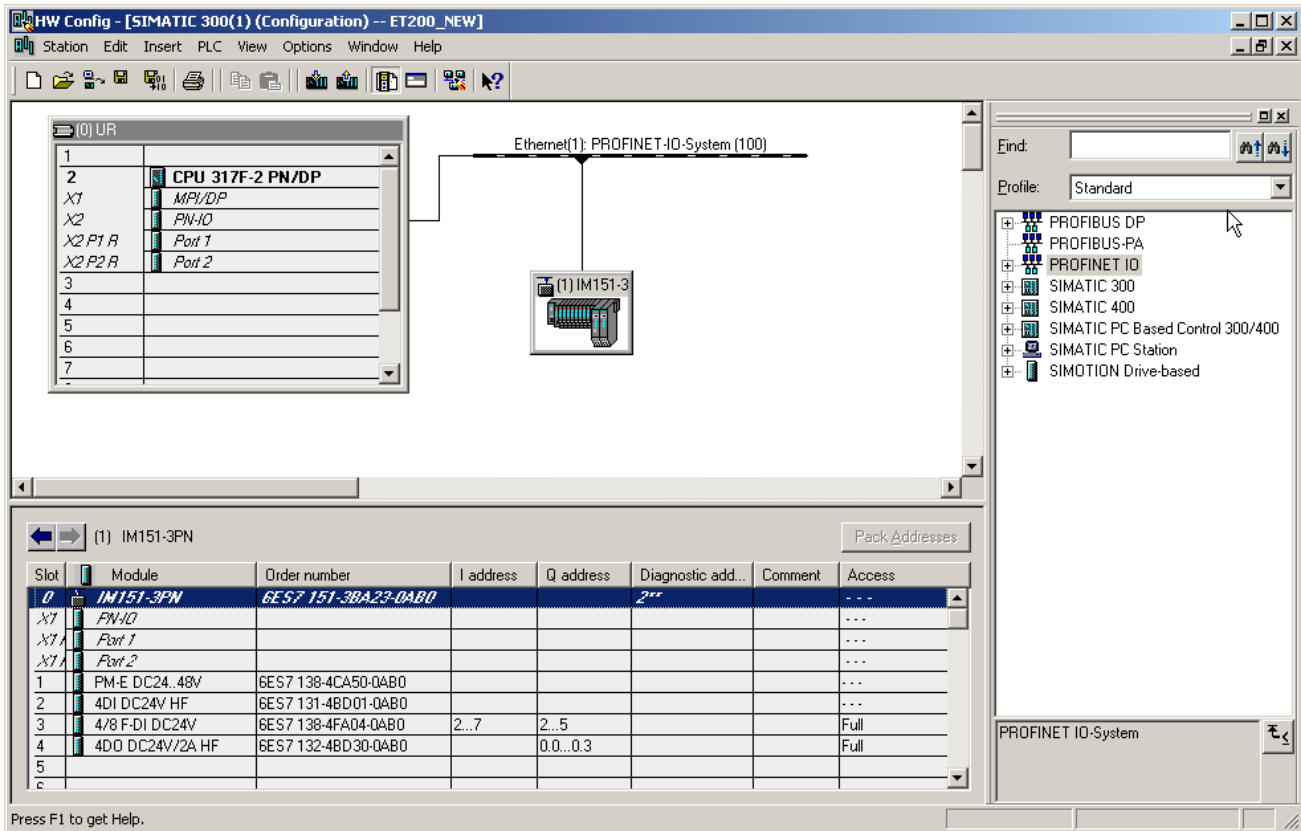 HW Config - [SIMATIC 300(1) (Configuration) -- ET200_NEW]
Station Edit Insert PLC View Options Window Help
(0) UR
1
2 CPU 317F-2 PN/DP
X1 MPI/DP
X2 PN-IO
X2 P1 R Port 1
X2 P2 R Port 2
3
4
5
6
7
Ethernet(1): PROFINET-IO-System (100)
(1) IM151-3
Find:
Profile: Standard
PROFIBUS DP
PROFIBUS-PA
PROFINET IO
SIMATIC 300
SIMATIC 400
SIMATIC PC Based Control 300/400
SIMATIC PC Station
SIMOTION Drive-based
PROFINET IO-System
(1) IM151-3PN
Pack Addresses
Slot Module Order number I address Q address Diagnostic add... Comment Access
0 IM151-3PN 6ES7 151-3BA23-0AB0 2** - - -
X1 PN-IO - - -
X1 Port 1 - - -
X1 Port 2 - - -
1 PM-E DC24..48V 6ES7 138-4CA50-0AB0 - - -
2 4DI DC24V HF 6ES7 131-4BD01-0AB0 - - -
3 4/8 F-DI DC24V 6ES7 138-4FA04-0AB0 2...7 2...5 Full
4 4DO DC24V/2A HF 6ES7 132-4BD30-0AB0 0.0...0.3 Full
5
Press F1 to get Help.